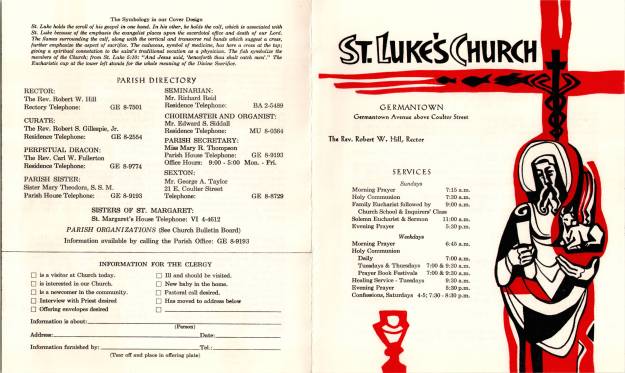 The Symbology in our Cover Design
St. Luke holds the scroll of his gospel in one hand. In his other, he holds the calf, which is associated with
St. Luke because of the emphasis the evangelist places upon the sacerdotal office and death of our Lord.
The flames surrounding the calf, along with the vertical and transverse red bands which suggest a cross,
further emphasize the aspect of sacrifice. The caduceus, symbol of medicine, has here a cross at the top;
giving a spiritual connotation to the saint's traditional vocation as a physician. The fish symbolize the
members of the Church; from St. Luke 5:10: "And Jesus said, 'henceforth thou shalt catch men'." The
Eucharistic cup at the tower left stands for the whole meaning of the Divine Sacrifice.
PARISH DIRECTORY
RECTOR:
The Rev. Robert W. Hill
Rectory Telephone: GE 8-7501
CURATE:
The Rev. Robert S. Gillespie, Jr.
Residence Telephone: GE 8-2554
PERPETUAL DEACON:
The Rev. Carl W. Fullerton
Residence Telephone: GE 8-9774
PARISH SISTER:
Sister Mary Theodora, S. S. M.
Parish House Telephone: GE 8-9193
SEMINARIAN:
Mr. Richard Reid
Residence Telephone: BA 2-5489
CHOIRMASTER AND ORGANIST:
Mr. Edward S. Siddall
Residence Telephone: MU 8-0364
PARISH SECRETARY:
Miss Mary R. Thompson
Parish House Telephone: GE 8-9193
Office Hours: 9:00 - 5:00 Mon. - Fri.
SEXTON:
Mr. George A. Taylor
21 E. Coulter Street
Telephone: GE 8-8729
SISTERS OF ST. MARGARET:
St. Margaret's House Telephone: VI 4-4612
PARISH ORGANIZATIONS (See Church Bulletin Board)
Information available by calling the Parish Office: GE 8-9193
INFORMATION FOR THE CLERGY
is a visitor at Church today.
is interested in our Church.
is a newcomer in the community.
Interview with Priest desired
Offering envelopes desired
Ill and should be visited.
New baby in the home.
Pastoral call desired.
Has moved to address below
Information is about:
(Person)
Address: Date:
Information furnished by: Tel.:
(Tear off and place in offering plate)
ST. LUKE'S CHURCH
GERMANTOWN
Germantown Avenue above Coulter Street
The Rev. Robert W. Hill, Rector
SERVICES
Sundays
Morning Prayer 7:15 a.m.
Holy Communion 7:30 a.m.
Family Eucharist followed by 9:00 a.m.
Church School & Inquirers' Class
Solemn Eucharist & Sermon 11:00 a.m.
Evening Prayer 5:30 p.m.
Weekdays
Morning Prayer 6:45 a.m.
Holy Communion
Daily 7:00 a.m.
Tuesdays & Thursdays 7:00 & 9:30 a.m.
Prayer Book Festivals 7:00 & 9:30 a.m.
Healing Service - Tuesdays 9:30 a.m.
Evening Prayer 5:30 p.m.
Confessions, Saturdays 4-5; 7:30 - 8:30 p.m.